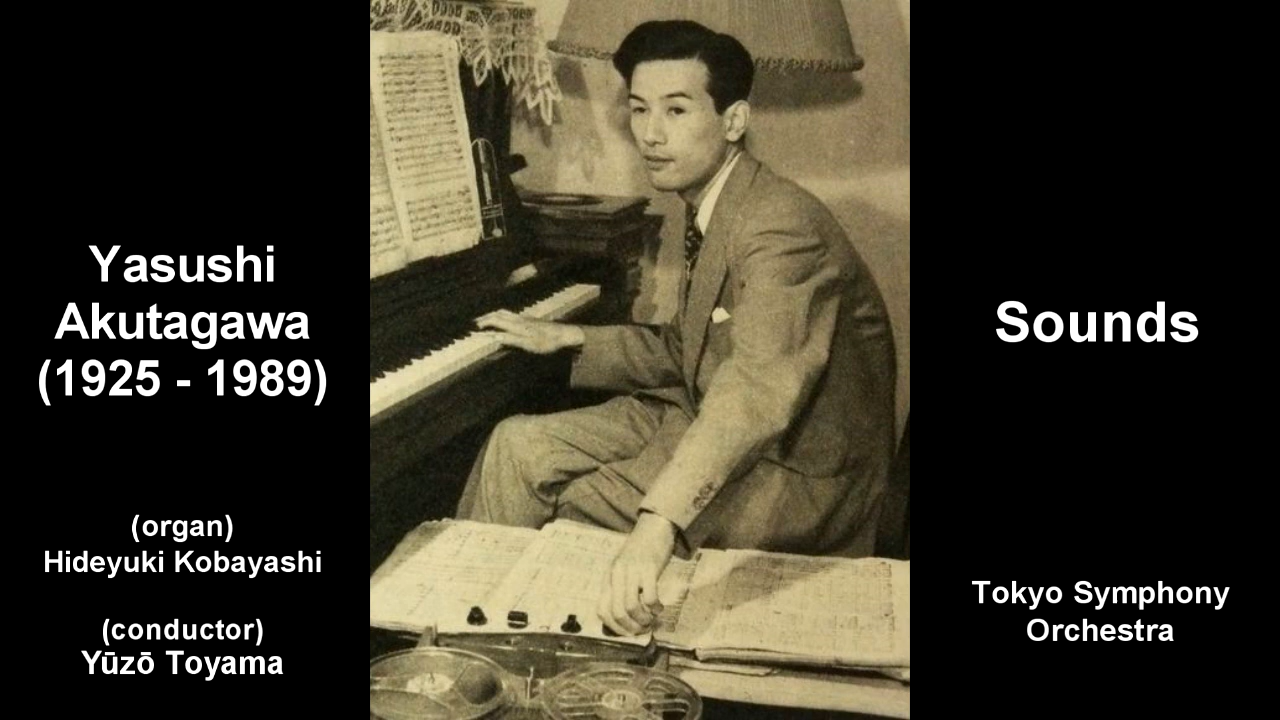 Yasushi
Akutagawa
(1925 - 1989)
(organ)
Hideyuki Kobayashi
(conductor)
Yūzō Toyama
Sounds
Tokyo Symphony
Orchestra